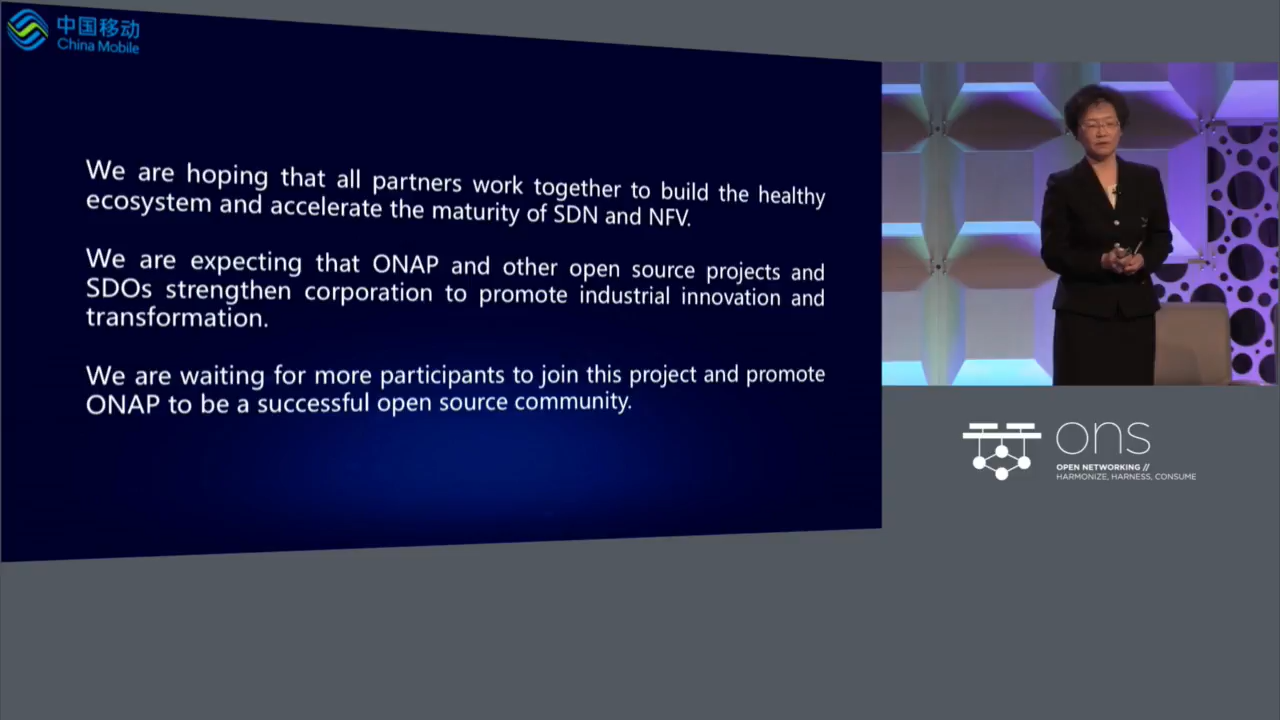 中国移动
China Mobile
We are hoping that all partners work together to build the healthy
ecosystem and accelerate the maturity of SDN and NFV.
We are expecting that ONAP and other open source projects and
SDOs strengthen corporation to promote industrial innovation and
transformation.
We are waiting for more participants to join this project and promote
ONAP to be a successful open source community.
ons
OPEN NETWORKING //
HARMONIZE, HARNESS, CONSUME